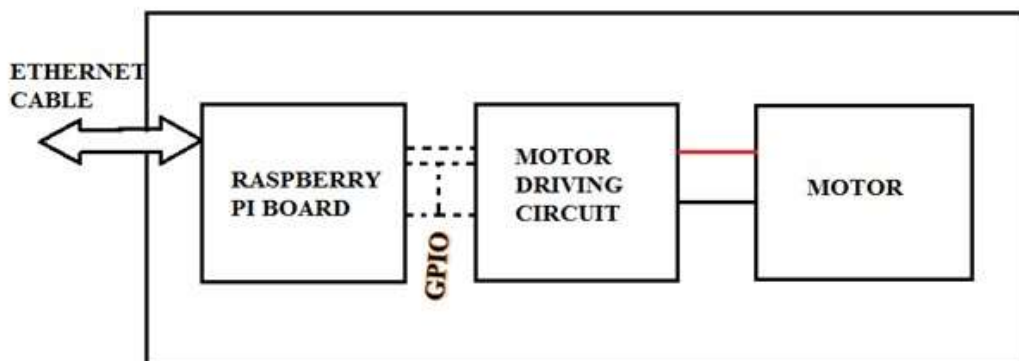 ETHERNET
CABLE
RASPBERRY
PI BOARD
GPIO
MOTOR
DRIVING
CIRCUIT
MOTOR